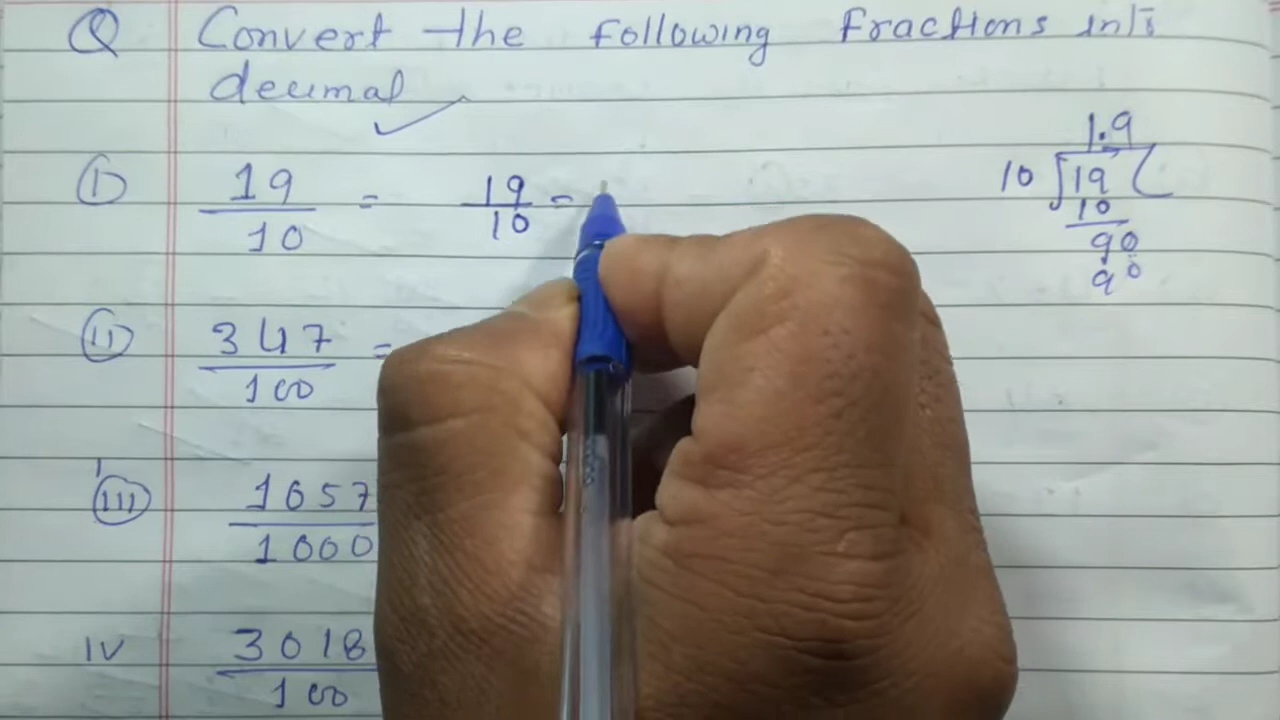 Q Convert the following fractions into
decimal
(i) 19/10 = 19/10 =
1.9
10 19
10
90
90
(ii) 347/100 =
(iii) 1057/1000
iv 3018/100